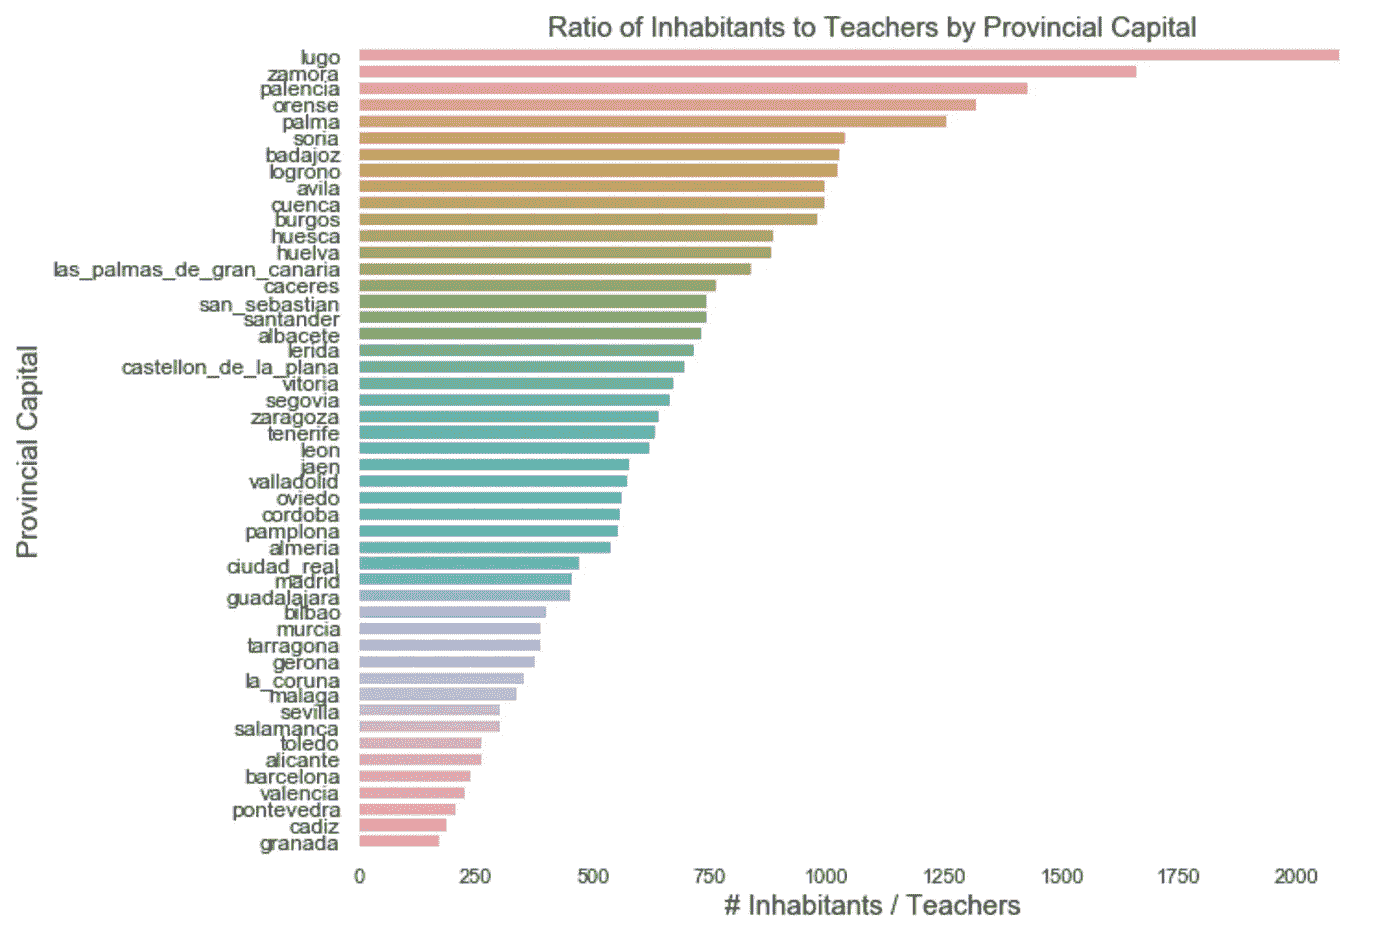 Ratio of Inhabitants to Teachers by Provincial Capital
lugo
zamora
palencia
orense
palma
soria
badajoz
logrono
avila
cuenca
burgos
huesca
huelva
las_palmas_de_gran_canaria
caceres
san_sebastian
santander
albacete
lerida
castellon_de_la_plana
vitoria
segovia
zaragoza
tenerife
leon
jaen
valladolid
oviedo
cordoba
pamplona
almeria
ciudad_real
madrid
guadalajara
bilbao
murcia
tarragona
gerona
la_coruna
malaga
sevilla
salamanca
toledo
alicante
barcelona
valencia
pontevedra
cadiz
granada
Provincial Capital
0 250 500 750 1000 1250 1500 1750 2000
# Inhabitants / Teachers